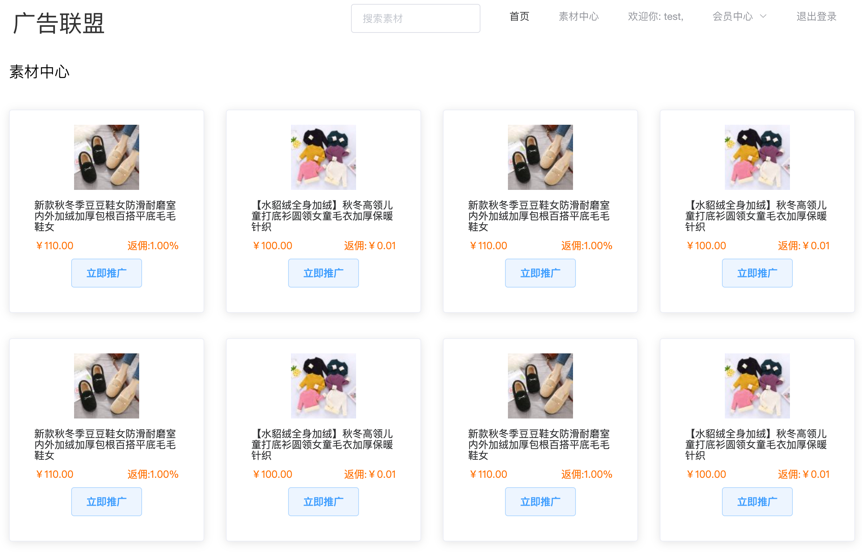 广告联盟
搜索素材
首页
素材中心
欢迎你: test,
会员中心
退出登录
素材中心
新款秋冬季豆豆鞋女防滑耐磨室
内外加绒加厚包根百搭平底毛毛
鞋女
￥110.00 返佣:1.00%
立即推广
【水貂绒全身加绒】秋冬高领儿
童打底衫圆领女童毛衣加厚保暖
针织
￥100.00 返佣:￥0.01
立即推广
新款秋冬季豆豆鞋女防滑耐磨室
内外加绒加厚包根百搭平底毛毛
鞋女
￥110.00 返佣:1.00%
立即推广
【水貂绒全身加绒】秋冬高领儿
童打底衫圆领女童毛衣加厚保暖
针织
￥100.00 返佣:￥0.01
立即推广
新款秋冬季豆豆鞋女防滑耐磨室
内外加绒加厚包根百搭平底毛毛
鞋女
￥110.00 返佣:1.00%
立即推广
【水貂绒全身加绒】秋冬高领儿
童打底衫圆领女童毛衣加厚保暖
针织
￥100.00 返佣:￥0.01
立即推广
新款秋冬季豆豆鞋女防滑耐磨室
内外加绒加厚包根百搭平底毛毛
鞋女
￥110.00 返佣:1.00%
立即推广
【水貂绒全身加绒】秋冬高领儿
童打底衫圆领女童毛衣加厚保暖
针织
￥100.00 返佣:￥0.01
立即推广